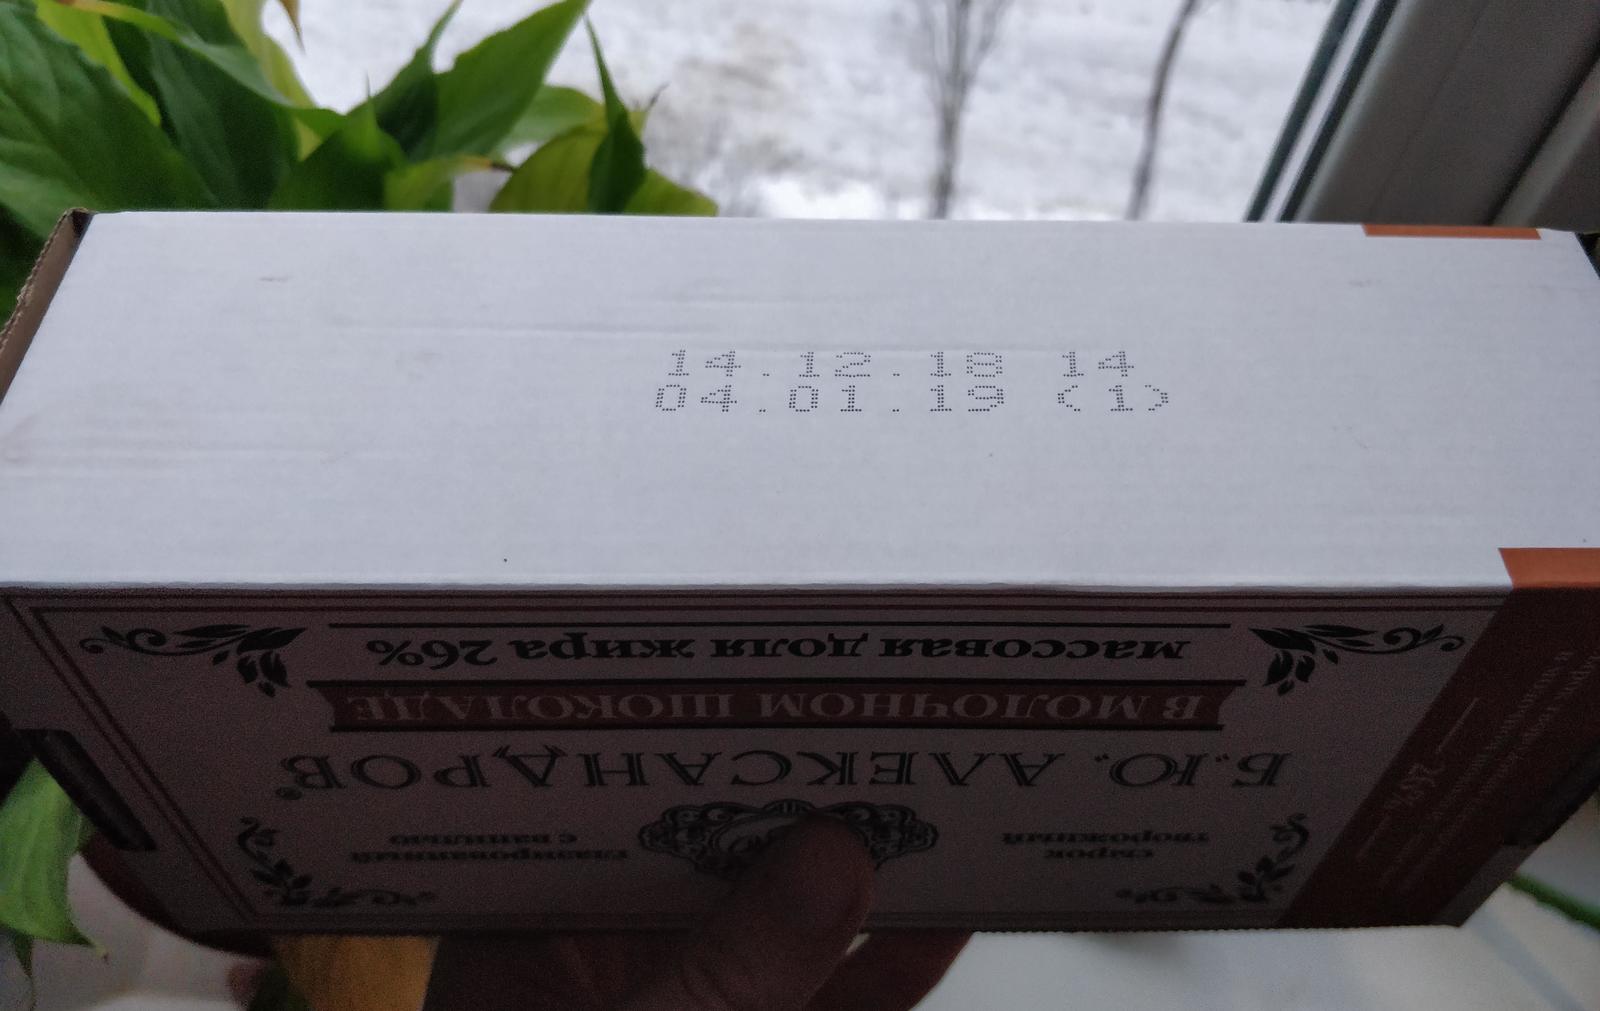 14.12.18 14
04.01.19 (1)
сырок
творожный
глазированный
с ванилью
Б.Ю. АЛЕКСАНДРОВ®
В МОЛОЧНОМ ШОКОЛАДЕ
массовая доля жира 26%
26%